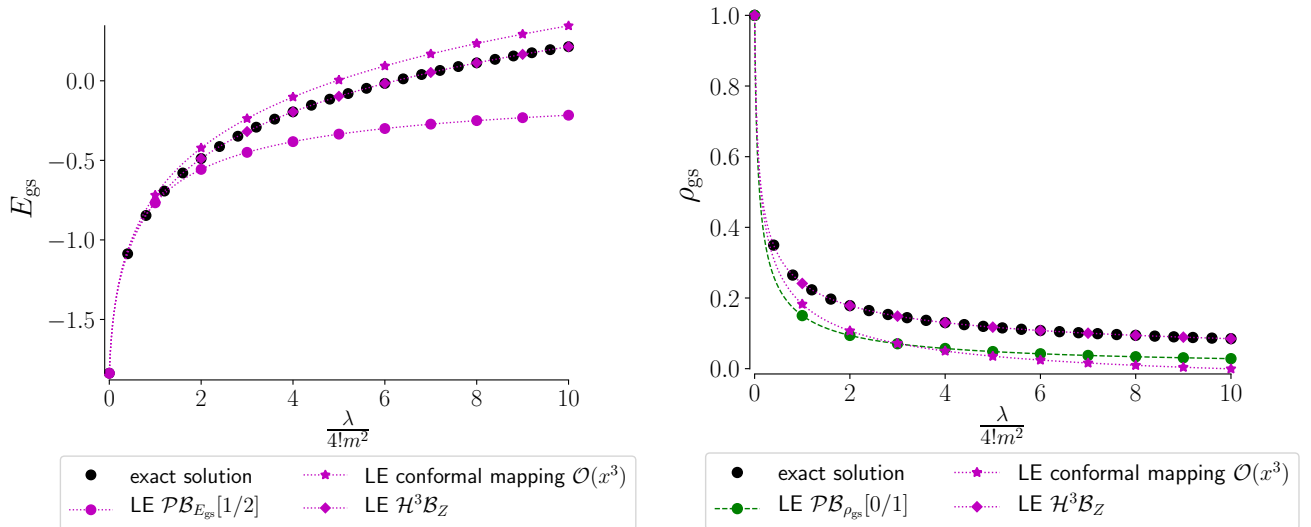 0.0
−0.5
−1.0
−1.5
E_gs
0 2 4 6 8 10
λ/4!m²
exact solution
LE 𝒫ℬ_{E_gs}[1/2]
LE conformal mapping 𝒪(x³)
LE ℋ³ℬ_Z
1.0
0.8
0.6
0.4
0.2
0.0
ρ_gs
0 2 4 6 8 10
λ/4!m²
exact solution
LE 𝒫ℬ_{ρ_gs}[0/1]
LE conformal mapping 𝒪(x³)
LE ℋ³ℬ_Z